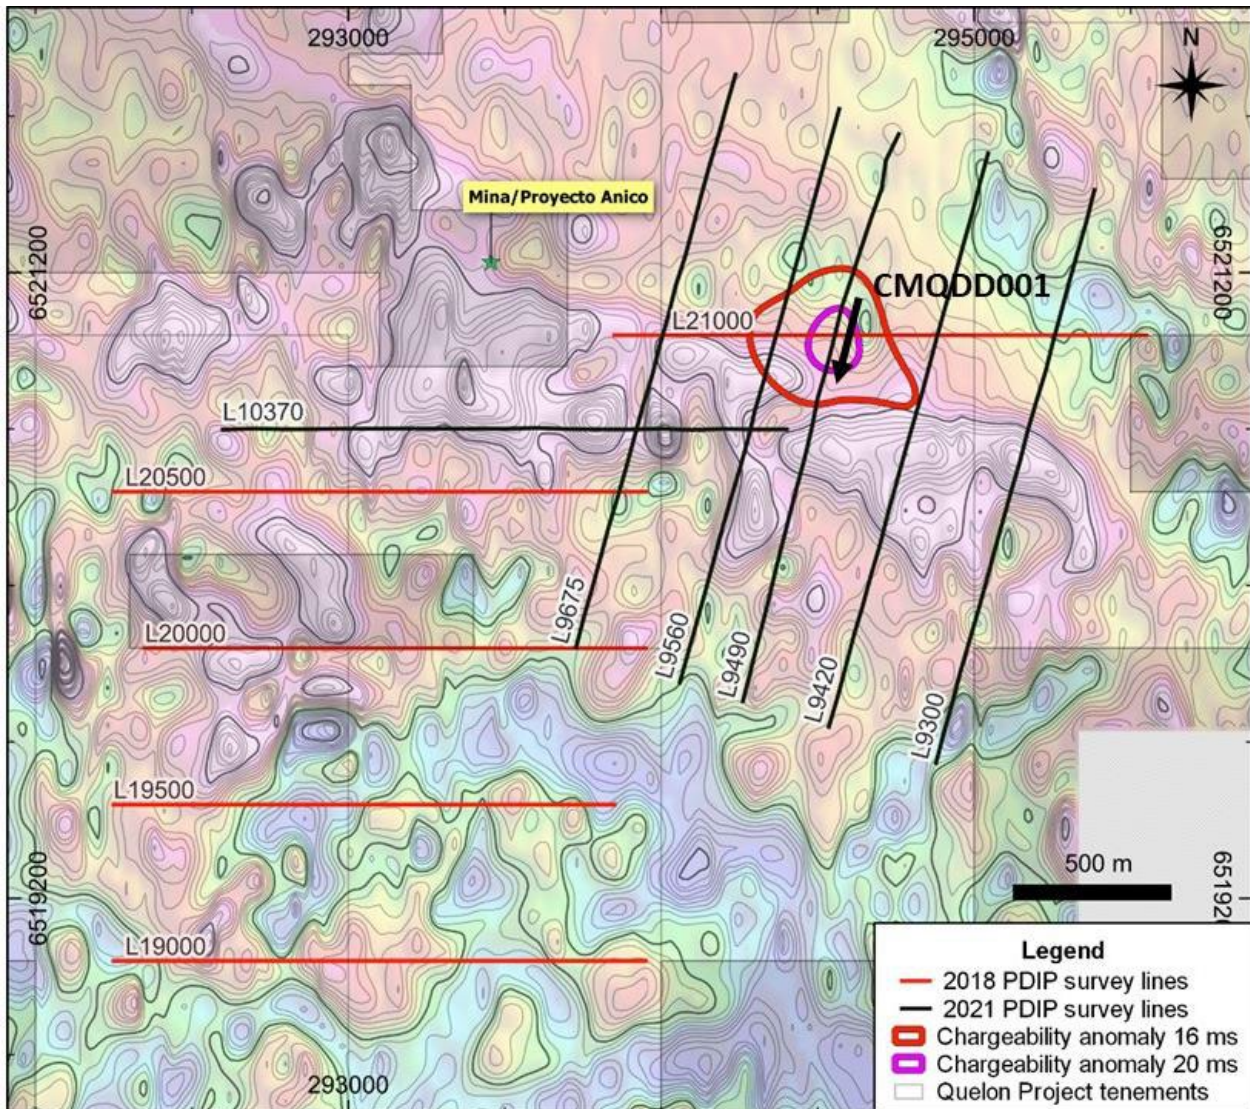 293000
295000
N
Mina/Proyecto Anico
6521200
6521200
CMQDD001
L21000
L10370
L20500
L9675
L20000
L9560
L9490
L9420
L9300
L19500
500 m
6519200
651920
L19000
293000
Legend
2018 PDIP survey lines
2021 PDIP survey lines
Chargeability anomaly 16 ms
Chargeability anomaly 20 ms
Quelon Project tenements